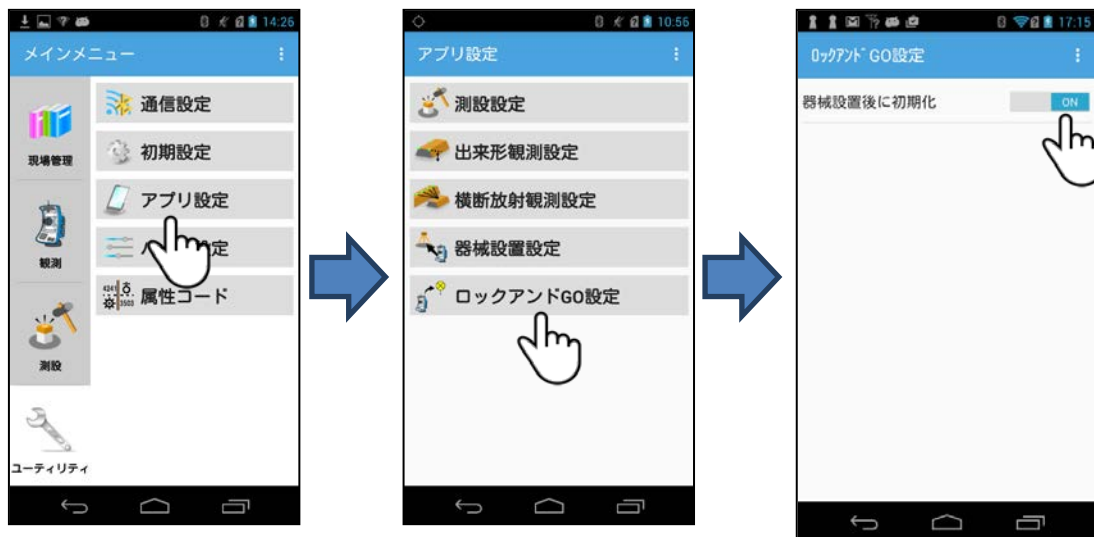 14:26
メインメニュー
現場管理
観測
測設
ユーティリティ
通信設定
初期設定
アプリ設定
定
属性コード
10:56
アプリ設定
測設設定
出来形観測設定
横断放射観測設定
器械設置設定
ロックアンドGO設定
17:15
ﾛｯｸｱﾝﾄﾞGO設定
器械設置後に初期化
ON